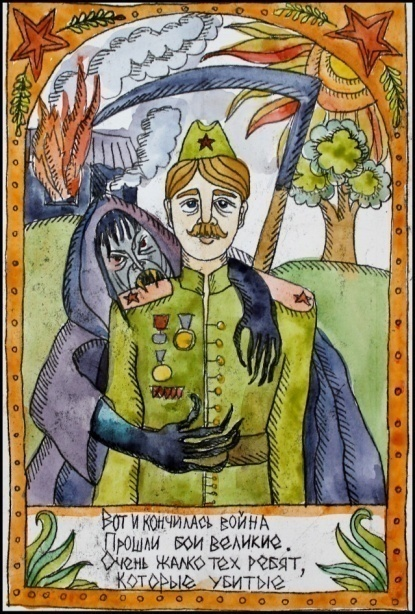 Вот и кончилась война
Прошли бои великие.
Очень жалко тех ребят,
которые убитые